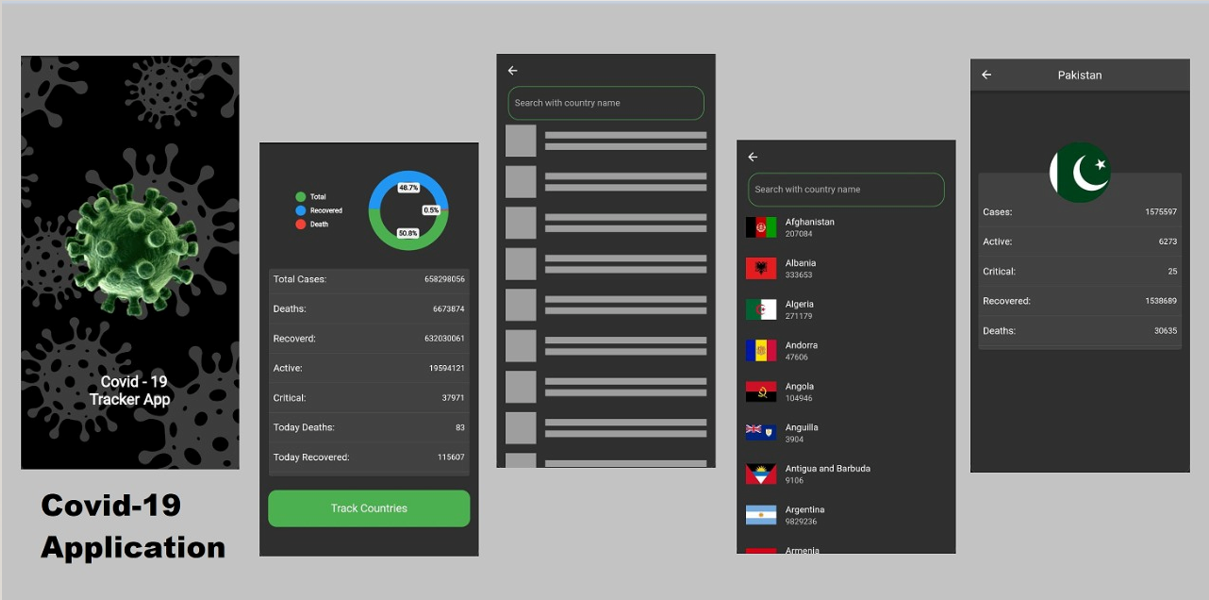 Covid - 19
Tracker App
Covid-19
Application
Total
Recovered
Death
48.7%
0.5%
50.8%
Total Cases: 658298056
Deaths: 6673874
Recoverd: 632030061
Active: 19594121
Critical: 37971
Today Deaths: 83
Today Recovered: 115607
Track Countries
Search with country name
Search with country name
Afghanistan
207084
Albania
333653
Algeria
271179
Andorra
47606
Angola
104946
Anguilla
3904
Antigua and Barbuda
9106
Argentina
9829236
Armenia
Pakistan
Cases: 1575597
Active: 6273
Critical: 25
Recovered: 1538689
Deaths: 30635